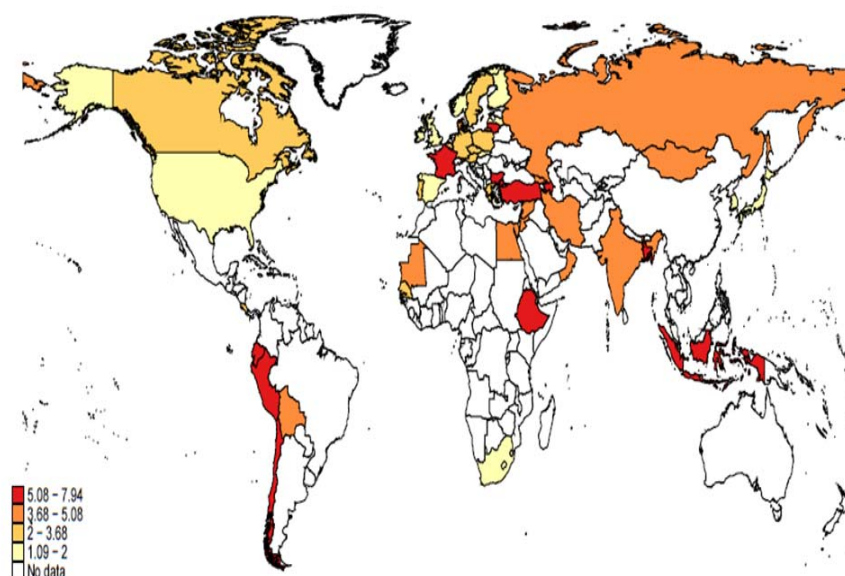 5.08 – 7.94
3.68 – 5.08
2 – 3.68
1.09 – 2
No data